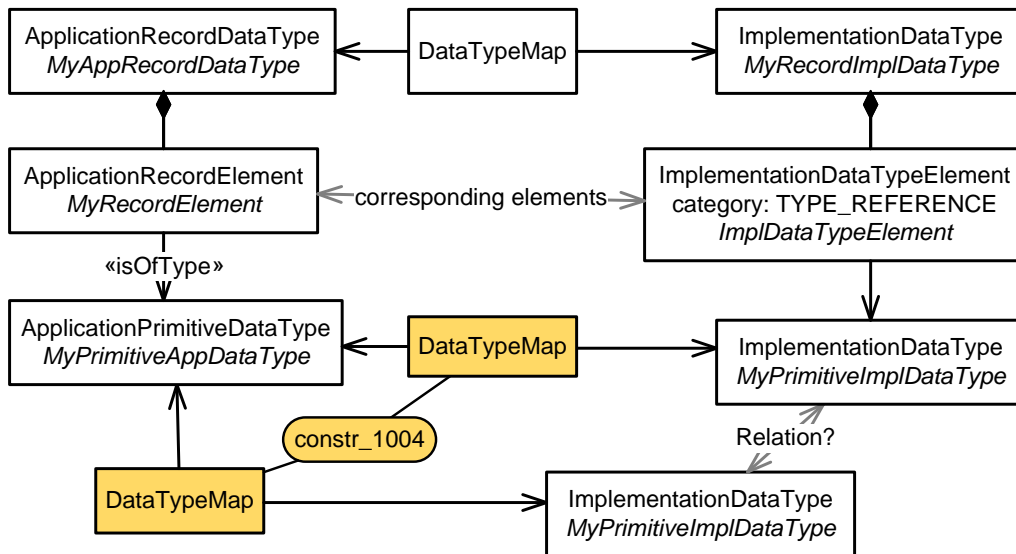 ApplicationRecordDataType
MyAppRecordDataType
DataTypeMap
ImplementationDataType
MyRecordImplDataType
ApplicationRecordElement
MyRecordElement
corresponding elements
ImplementationDataTypeElement
category: TYPE_REFERENCE
ImplDataTypeElement
«isOfType»
ApplicationPrimitiveDataType
MyPrimitiveAppDataType
DataTypeMap
ImplementationDataType
MyPrimitiveImplDataType
constr_1004
Relation?
DataTypeMap
ImplementationDataType
MyPrimitiveImplDataType